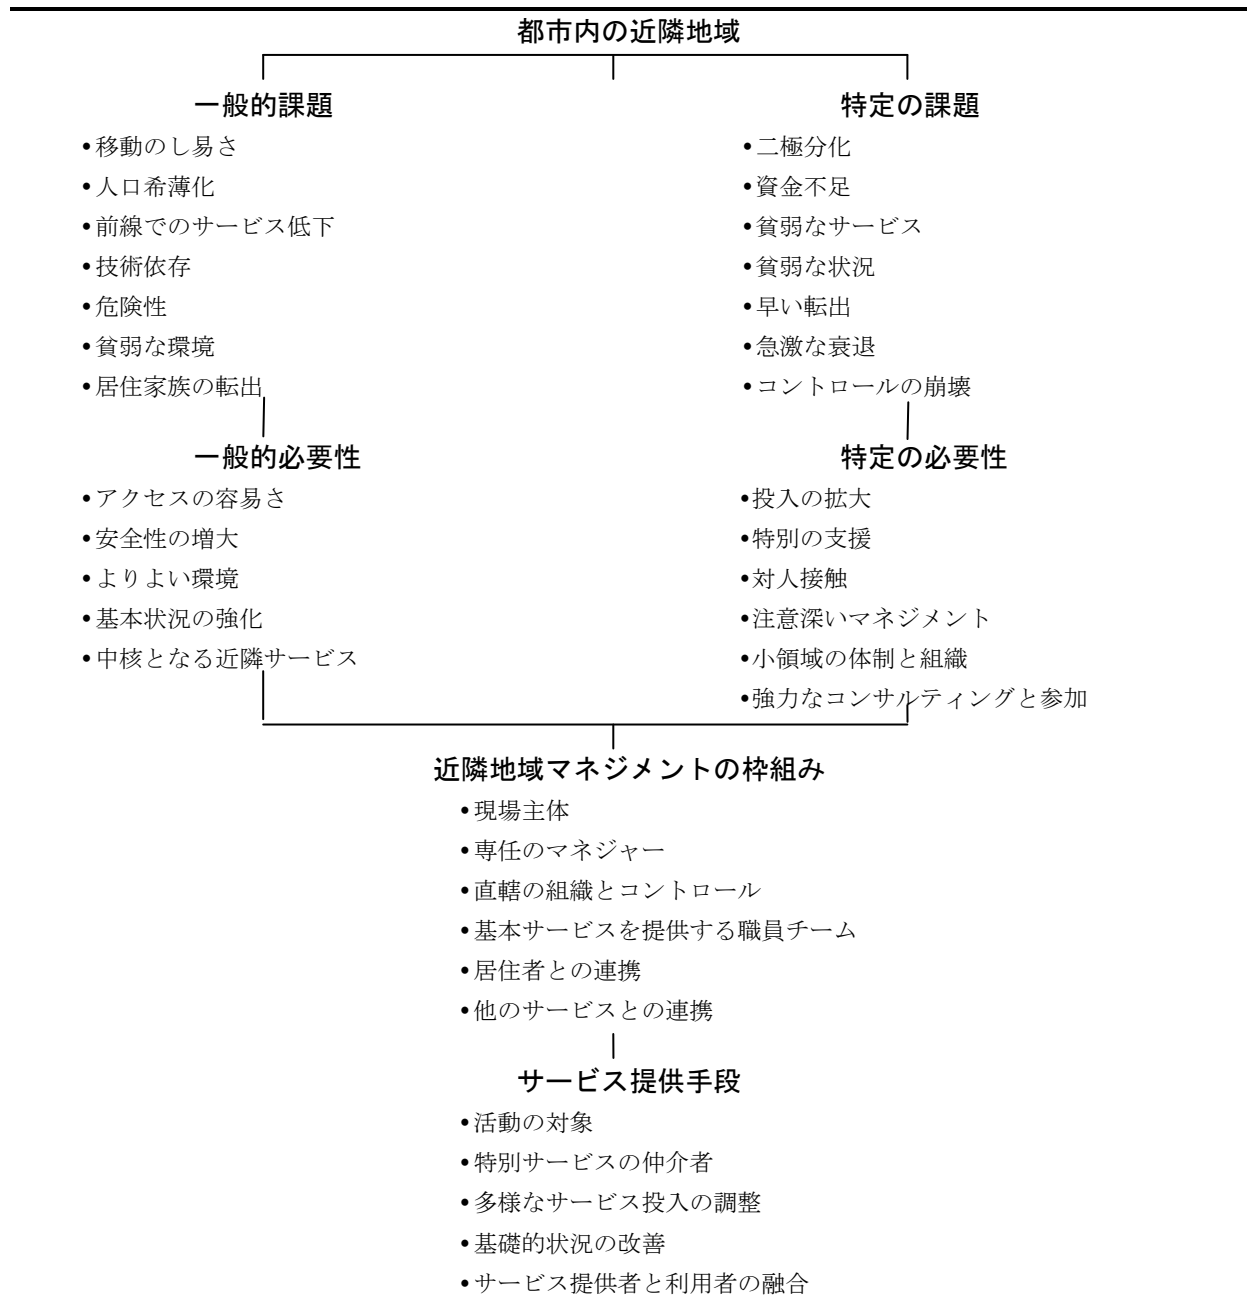 都市内の近隣地域
一般的課題
•移動のし易さ
•人口希薄化
•前線でのサービス低下
•技術依存
•危険性
•貧弱な環境
•居住家族の転出
特定の課題
•二極分化
•資金不足
•貧弱なサービス
•貧弱な状況
•早い転出
•急激な衰退
•コントロールの崩壊
一般的必要性
•アクセスの容易さ
•安全性の増大
•よりよい環境
•基本状況の強化
•中核となる近隣サービス
特定の必要性
•投入の拡大
•特別の支援
•対人接触
•注意深いマネジメント
•小領域の体制と組織
•強力なコンサルティングと参加
近隣地域マネジメントの枠組み
•現場主体
•専任のマネジャー
•直轄の組織とコントロール
•基本サービスを提供する職員チーム
•居住者との連携
•他のサービスとの連携
サービス提供手段
•活動の対象
•特別サービスの仲介者
•多様なサービス投入の調整
•基礎的状況の改善
•サービス提供者と利用者の融合